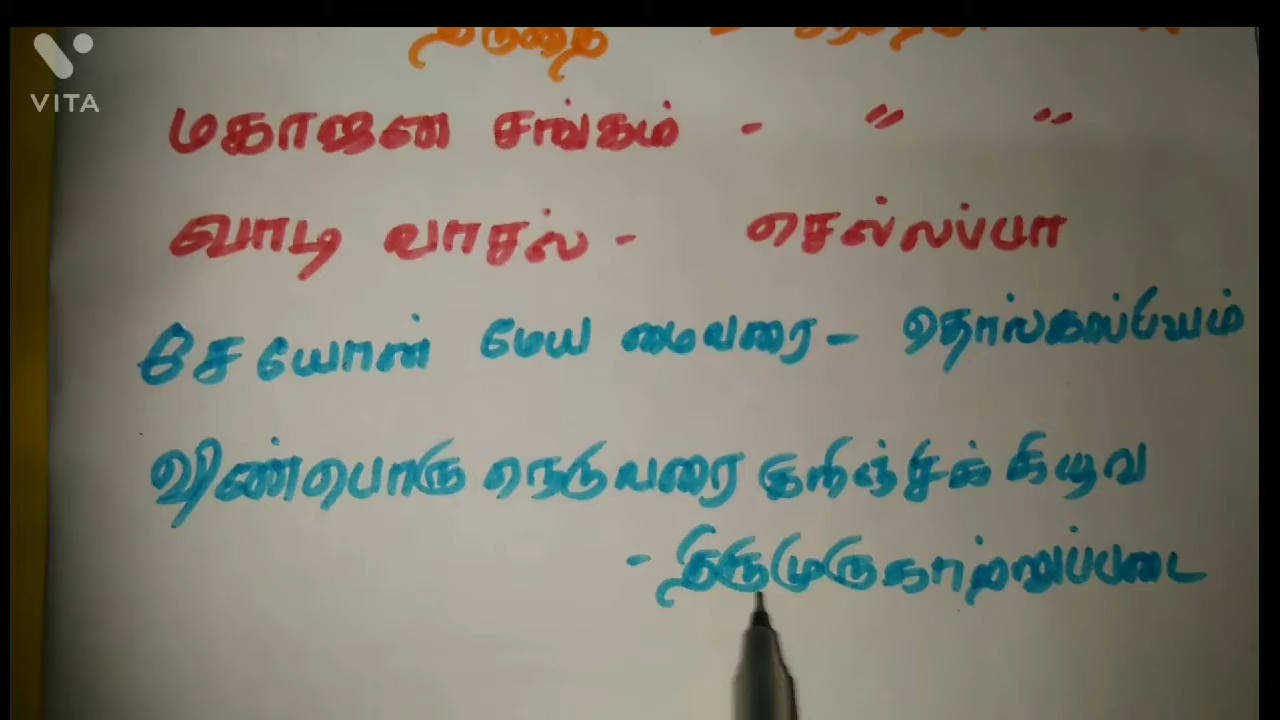 VITA
மகாஜன சங்கம் - " "
வாடி வாசல் - செல்லப்பா
சேயோன் மேய மைவரை - தொல்காப்பியம்
விண்பொரு நெடுவரை குறிஞ்சிக் கிழவ
- திருமுருகாற்றுப்படை